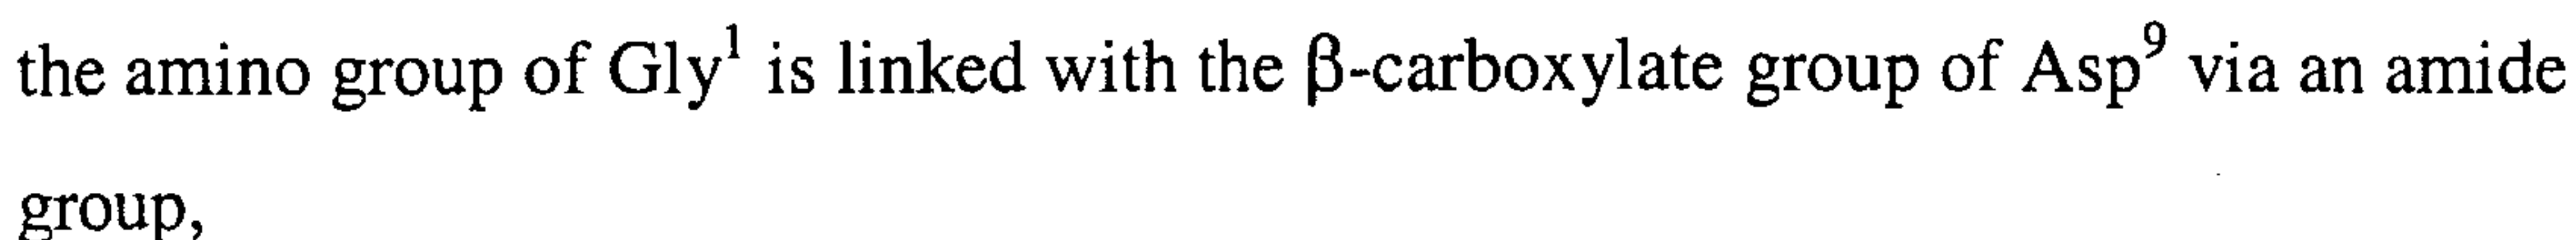 the amino group of Gly¹ is linked with the β-carboxylate group of Asp⁹ via an amide
group,